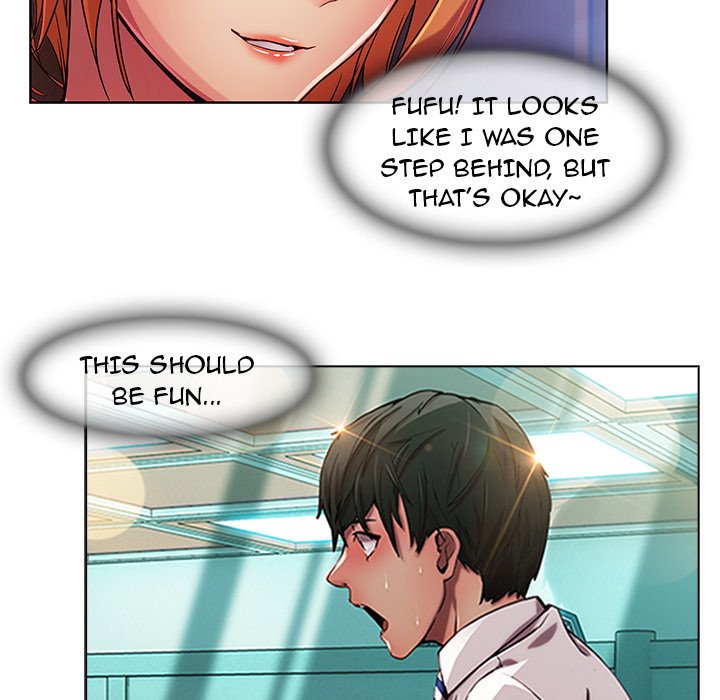 FUFU! IT LOOKS
LIKE I WAS ONE
STEP BEHIND, BUT
THAT'S OKAY~
THIS SHOULD
BE FUN...